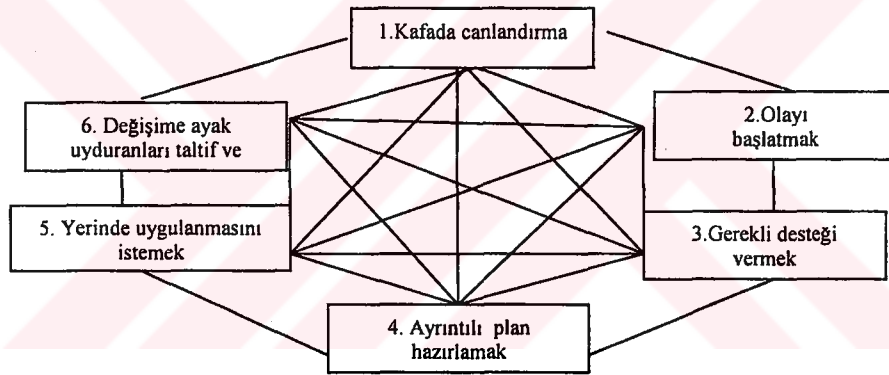 1.Kafada canlandırma
2.Olayı
başlatmak
3.Gerekli desteği
vermek
4. Ayrıntılı plan
hazırlamak
5. Yerinde uygulanmasını
istemek
6. Değişime ayak
uyduranları taltif ve